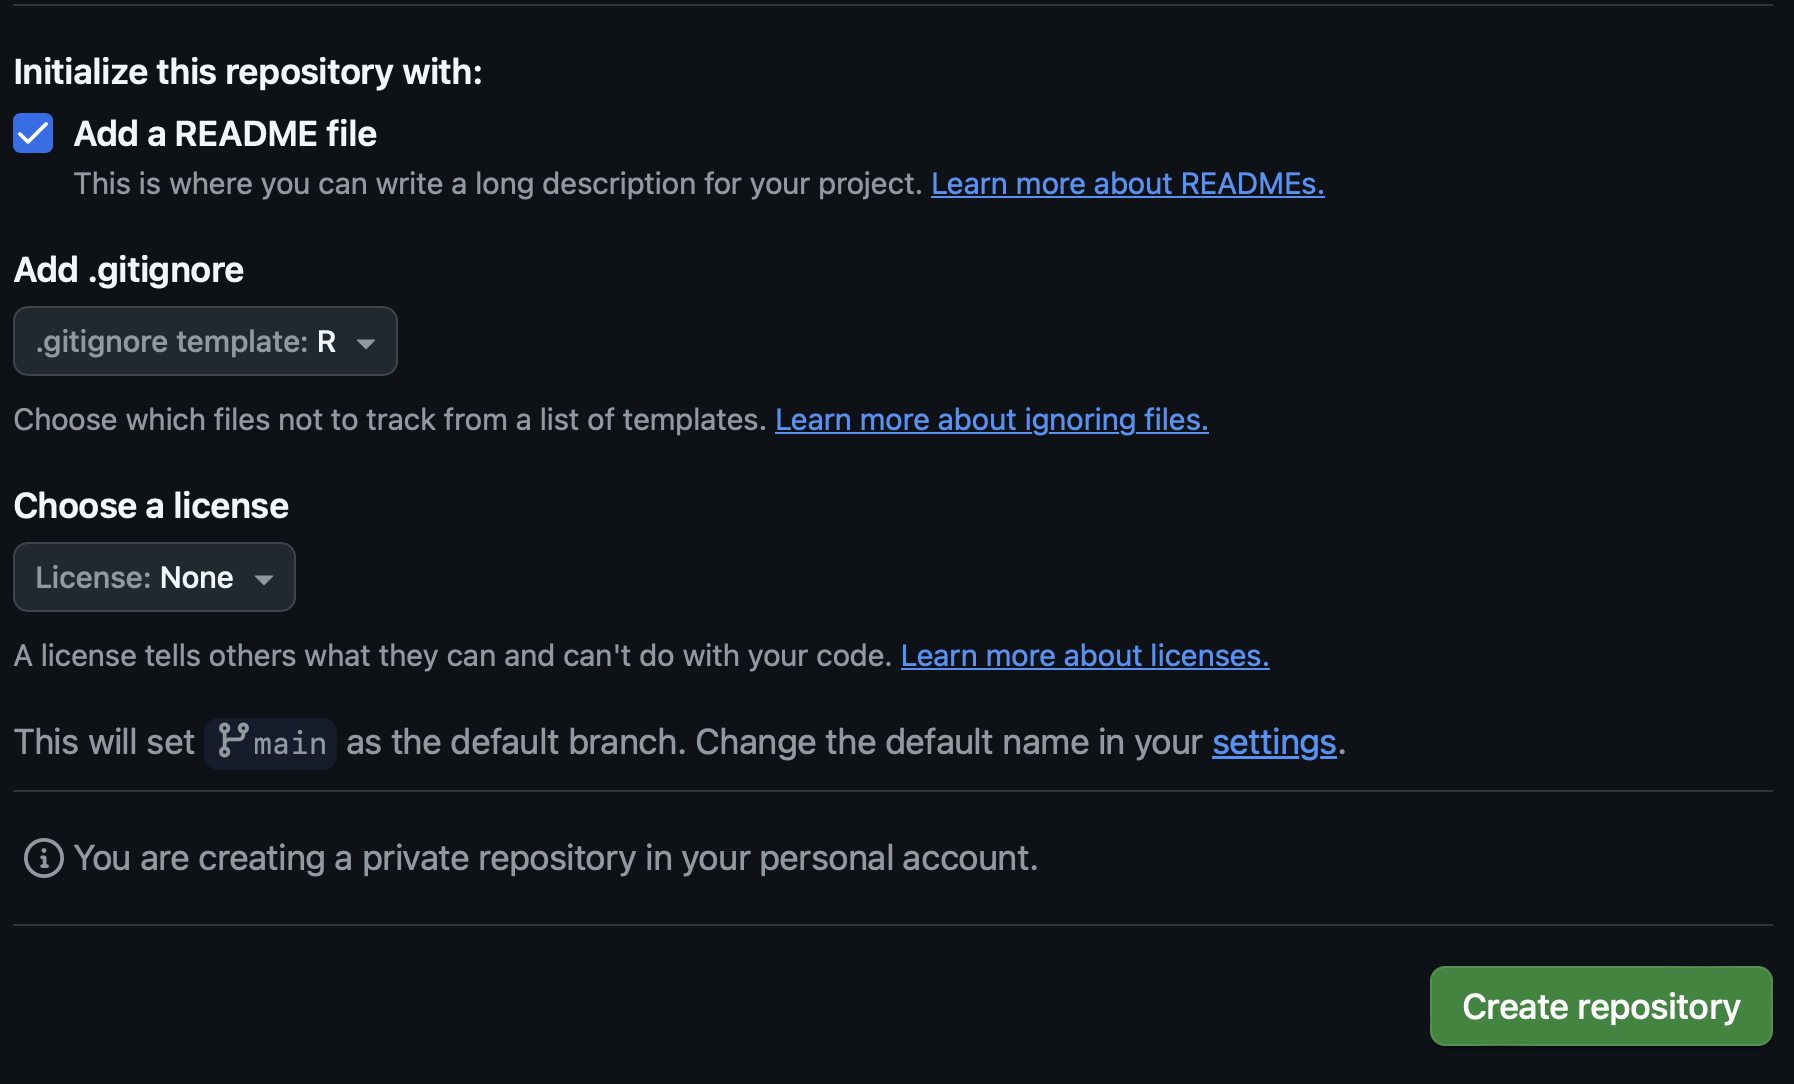 Initialize this repository with:
Add a README file
This is where you can write a long description for your project. Learn more about READMEs.
Add .gitignore
.gitignore template: R
Choose which files not to track from a list of templates. Learn more about ignoring files.
Choose a license
License: None
A license tells others what they can and can't do with your code. Learn more about licenses.
This will set main as the default branch. Change the default name in your settings.
You are creating a private repository in your personal account.
Create repository